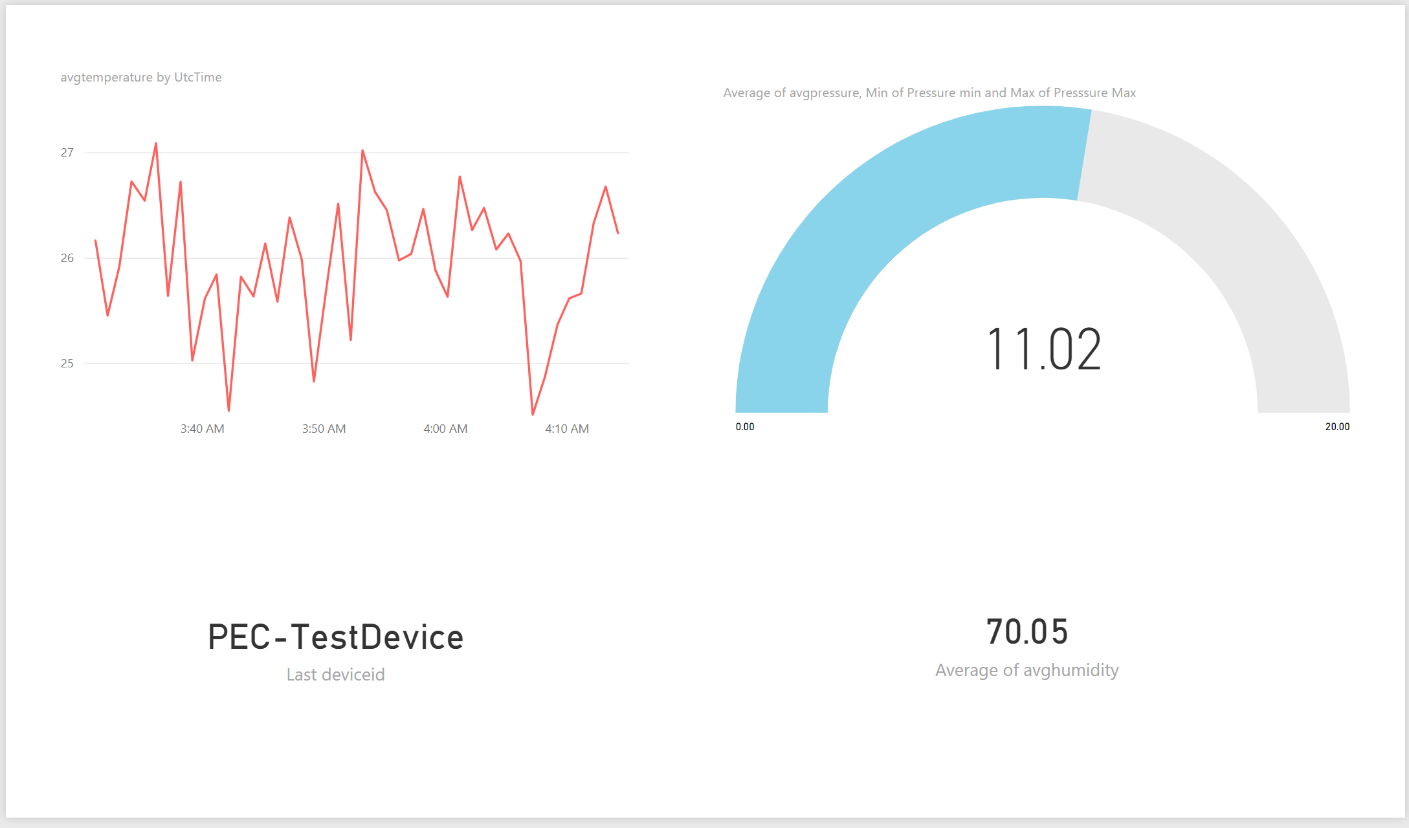 avgtemperature by UtcTime
27
26
25
3:40 AM 3:50 AM 4:00 AM 4:10 AM
Average of avgpressure, Min of Pressure min and Max of Presssure Max
11.02
0.00 20.00
PEC-TestDevice
Last deviceid
70.05
Average of avghumidity